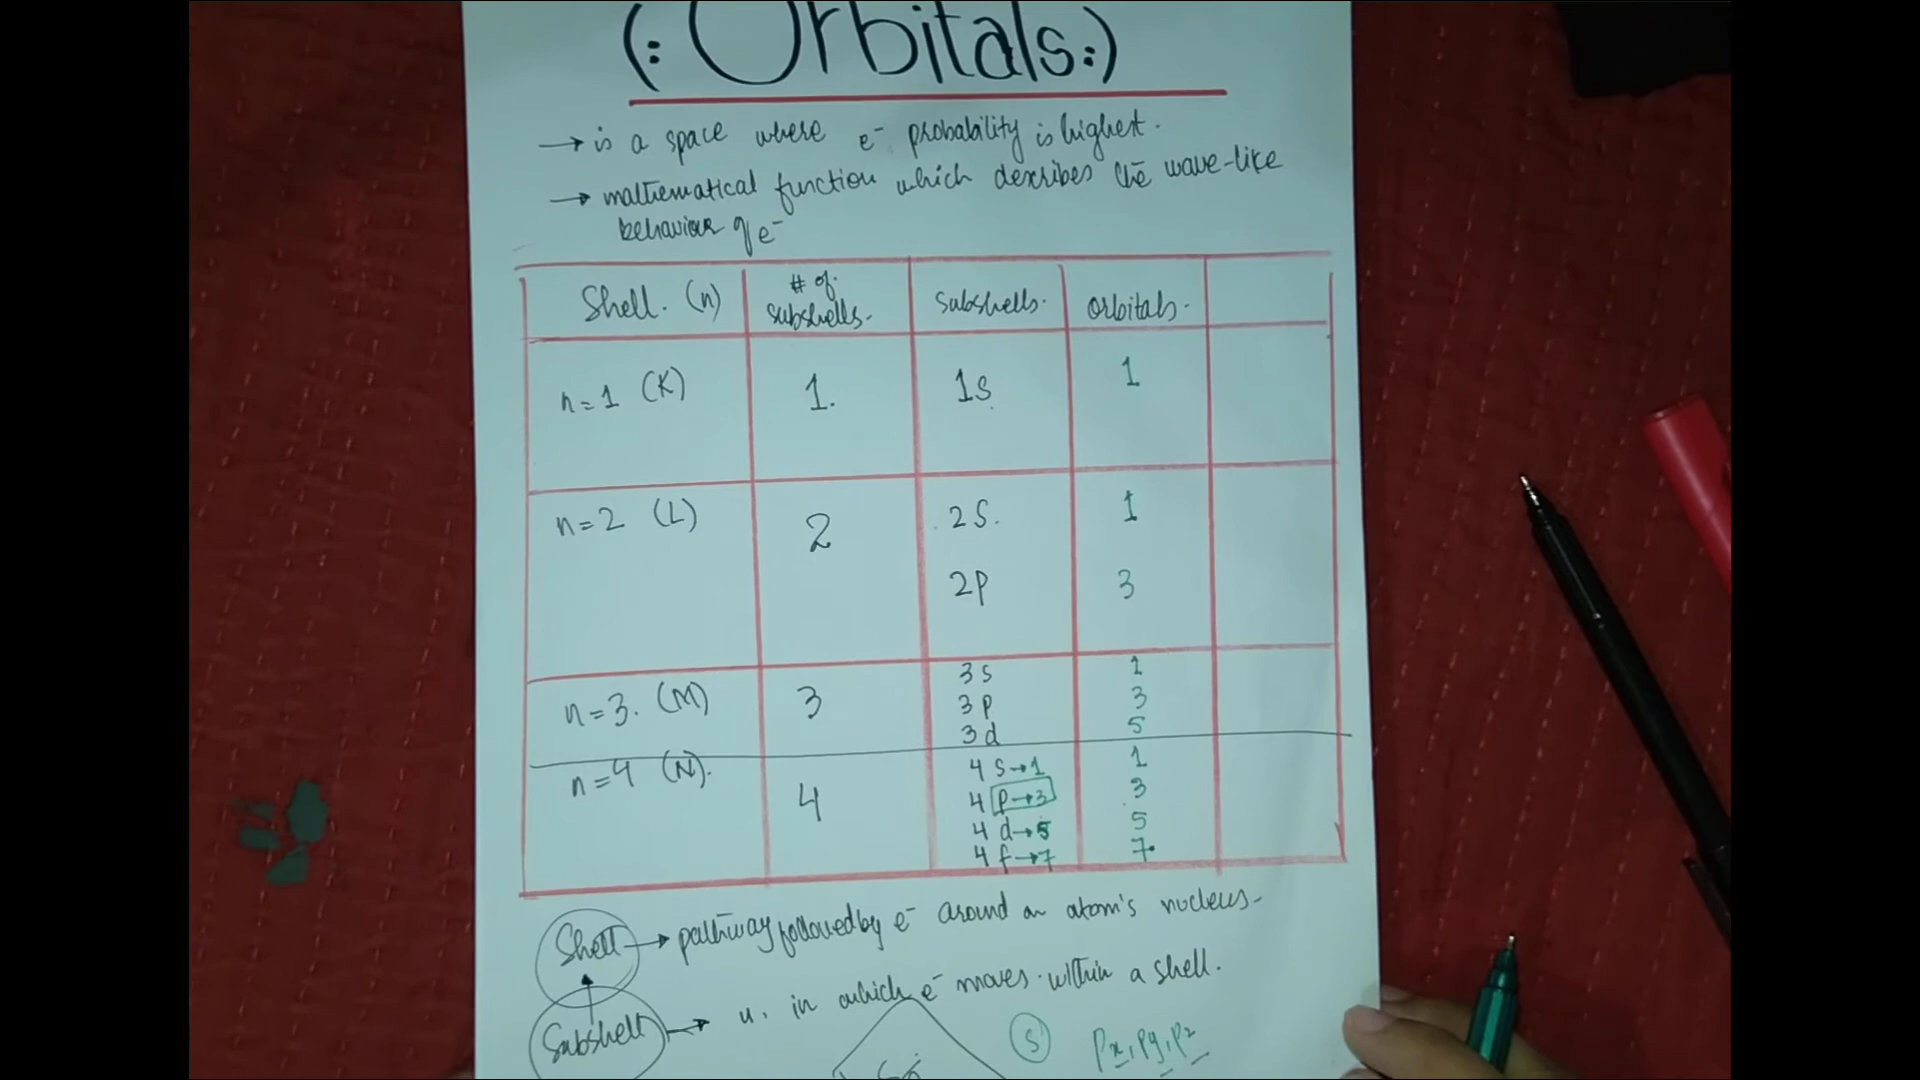 (: Orbitals :)
→ is a space where e⁻ probability is highest.
→ mathematical function which describes the wave-like
behaviour of e⁻
Shell. (n) # of subshells. Subshells. orbitals.
n=1 (K) 1. 1s 1
n=2 (L) 2 2s. 1
2p 3
n=3. (M) 3 3s 1
3p 3
3d 5
n=4 (N). 4 4s→1 1
4p→3 3
4d→5 5
4f→7 7.
Shell → pathway followed by e⁻ around an atom's nucleus.
Subshell → u. in which e⁻ moves within a shell.
S Px, Py, Pz